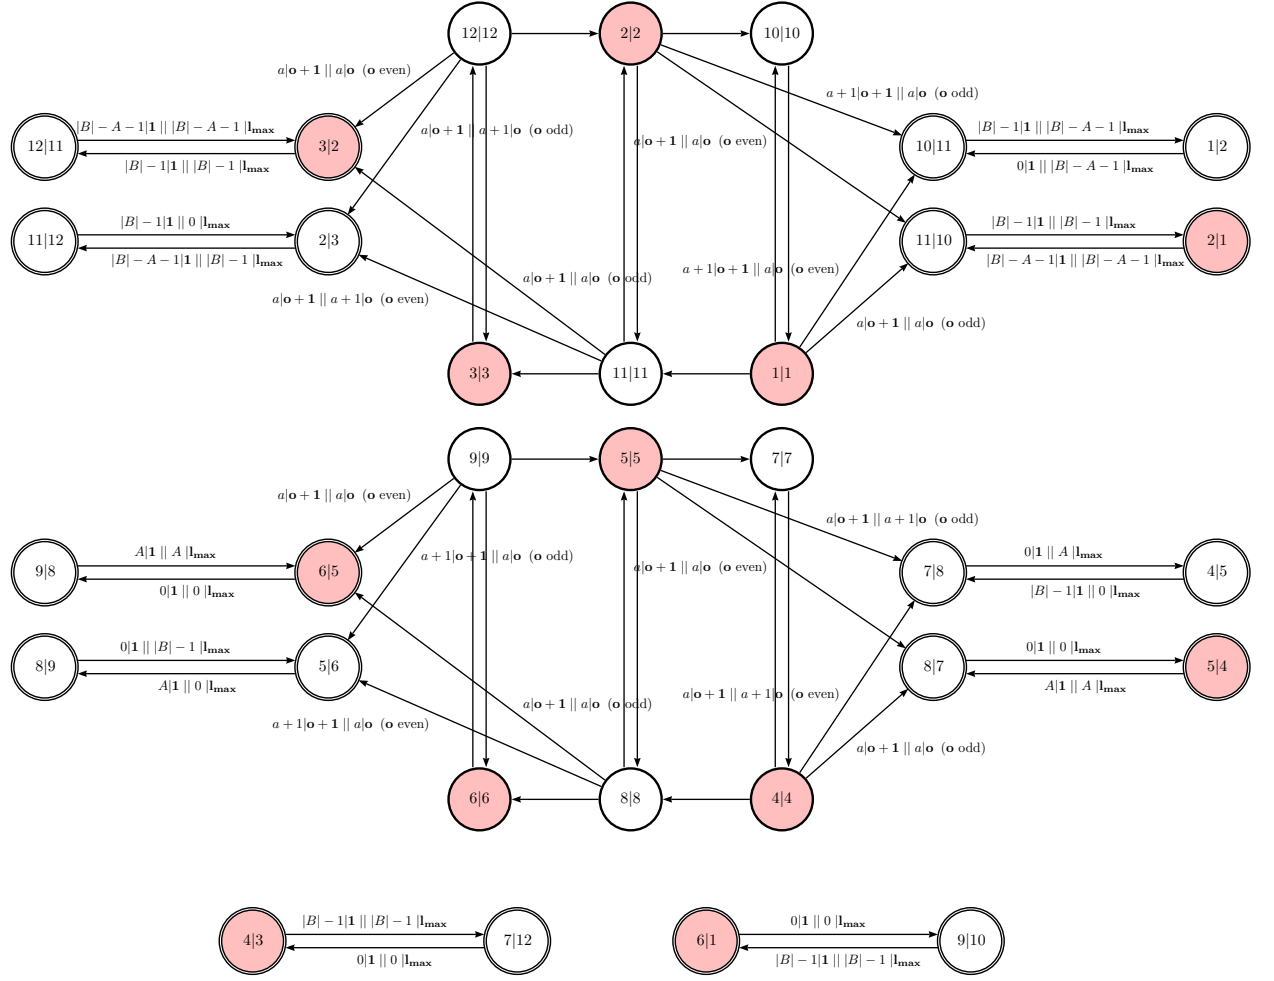 12|12
2|2
10|10
a|o + 1 || a|o (o even)
a + 1|o + 1 || a|o (o odd)
a|o + 1 || a + 1|o (o odd)
a|o + 1 || a|o (o even)
12|11
|B| − A − 1|1 || |B| − A − 1 |lmax
|B| − 1|1 || |B| − 1 |lmax
3|2
10|11
|B| − 1|1 || |B| − A − 1 |lmax
0|1 || |B| − A − 1 |lmax
1|2
11|12
|B| − 1|1 || 0 |lmax
|B| − A − 1|1 || |B| − 1 |lmax
2|3
11|10
|B| − 1|1 || |B| − 1 |lmax
|B| − A − 1|1 || |B| − A − 1 |lmax
2|1
a|o + 1 || a|o (o odd)
a + 1|o + 1 || a|o (o even)
a|o + 1 || a + 1|o (o even)
a|o + 1 || a|o (o odd)
3|3
11|11
1|1
9|9
5|5
7|7
a|o + 1 || a|o (o even)
a|o + 1 || a + 1|o (o odd)
a + 1|o + 1 || a|o (o odd)
a|o + 1 || a|o (o even)
9|8
A|1 || A |lmax
0|1 || 0 |lmax
6|5
7|8
0|1 || A |lmax
|B| − 1|1 || 0 |lmax
4|5
8|9
0|1 || |B| − 1 |lmax
A|1 || 0 |lmax
5|6
8|7
0|1 || 0 |lmax
A|1 || A |lmax
5|4
a|o + 1 || a|o (o odd)
a|o + 1 || a + 1|o (o even)
a + 1|o + 1 || a|o (o even)
a|o + 1 || a|o (o odd)
6|6
8|8
4|4
4|3
|B| − 1|1 || |B| − 1 |lmax
0|1 || 0 |lmax
7|12
6|1
0|1 || 0 |lmax
|B| − 1|1 || |B| − 1 |lmax
9|10